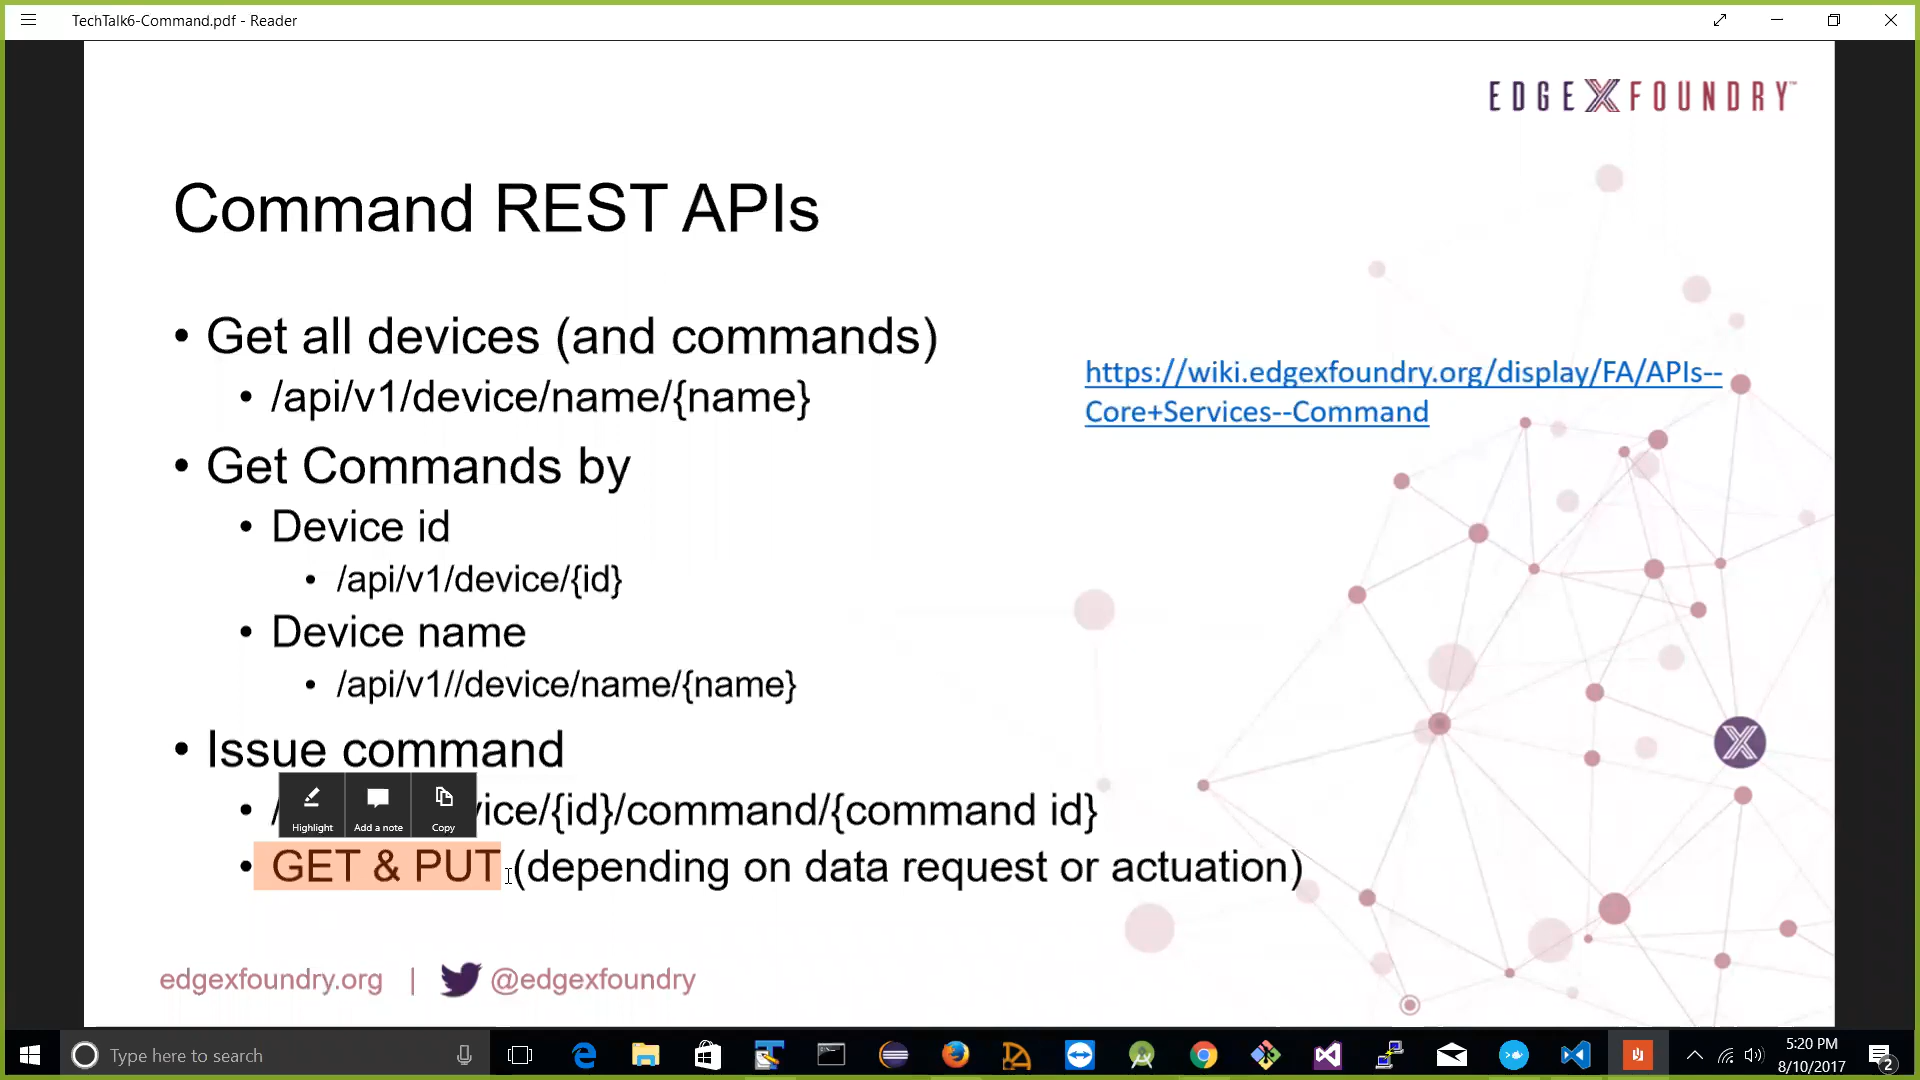 TechTalk6-Command.pdf - Reader
EDGE X FOUNDRY™
Command REST APIs
• Get all devices (and commands)
• /api/v1/device/name/{name}
https://wiki.edgexfoundry.org/display/FA/APIs--
Core+Services--Command
• Get Commands by
• Device id
• /api/v1/device/{id}
• Device name
• /api/v1//device/name/{name}
• Issue command
Highlight Add a note Copy
• /vice/{id}/command/{command id}
• GET & PUT (depending on data request or actuation)
edgexfoundry.org | @edgexfoundry
Type here to search
5:20 PM
8/10/2017
2